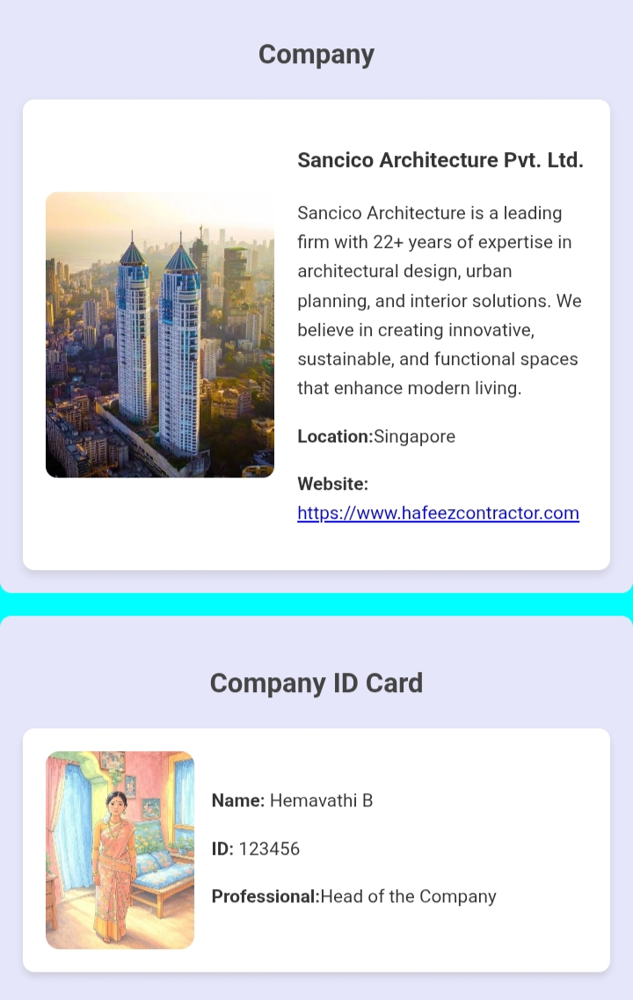 Company
Sancico Architecture Pvt. Ltd.
Sancico Architecture is a leading
firm with 22+ years of expertise in
architectural design, urban
planning, and interior solutions. We
believe in creating innovative,
sustainable, and functional spaces
that enhance modern living.
Location:Singapore
Website:
https://www.hafeezcontractor.com
Company ID Card
Name: Hemavathi B
ID: 123456
Professional:Head of the Company